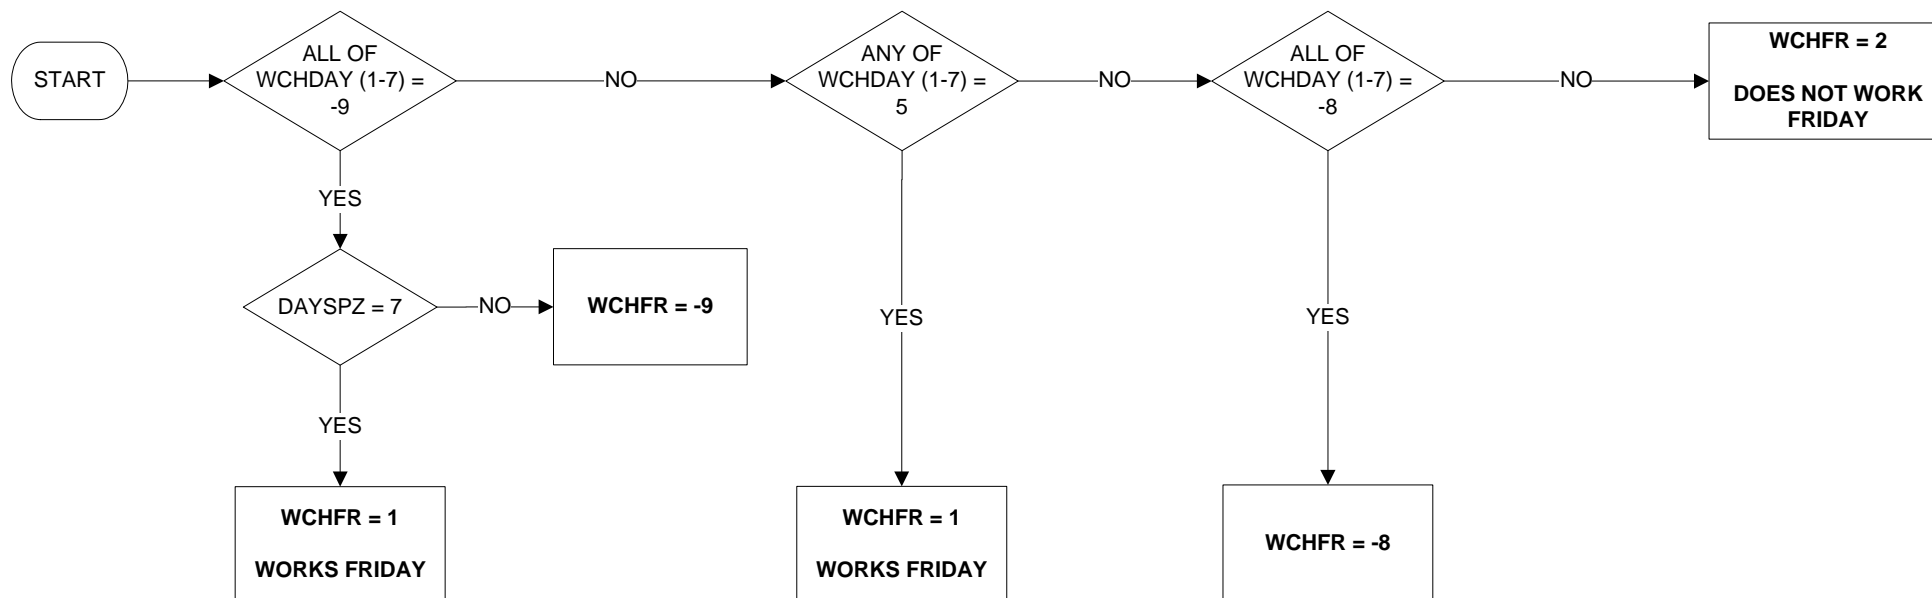 START
ALL OF
WCHDAY (1-7) =
-9
NO
ANY OF
WCHDAY (1-7) =
5
NO
ALL OF
WCHDAY (1-7) =
-8
NO
WCHFR = 2
DOES NOT WORK
FRIDAY
YES
DAYSPZ = 7
NO
WCHFR = -9
YES
YES
YES
WCHFR = 1
WORKS FRIDAY
WCHFR = 1
WORKS FRIDAY
WCHFR = -8